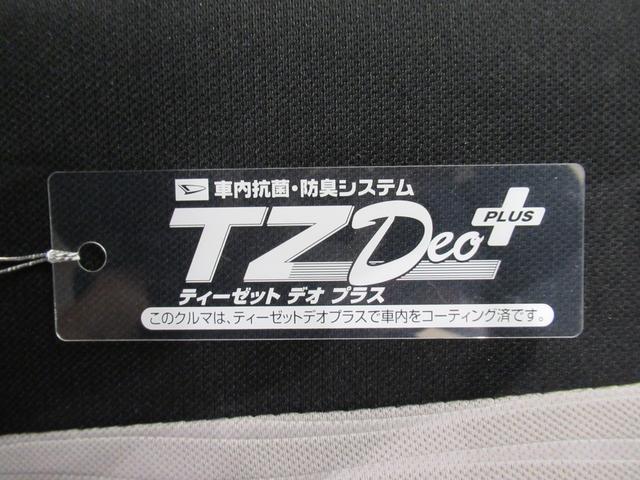 車内抗菌・防臭システム
TZ Deo PLUS
ティーゼット デオ プラス
このクルマは、ティーゼットデオプラスで車内をコーティング済です。